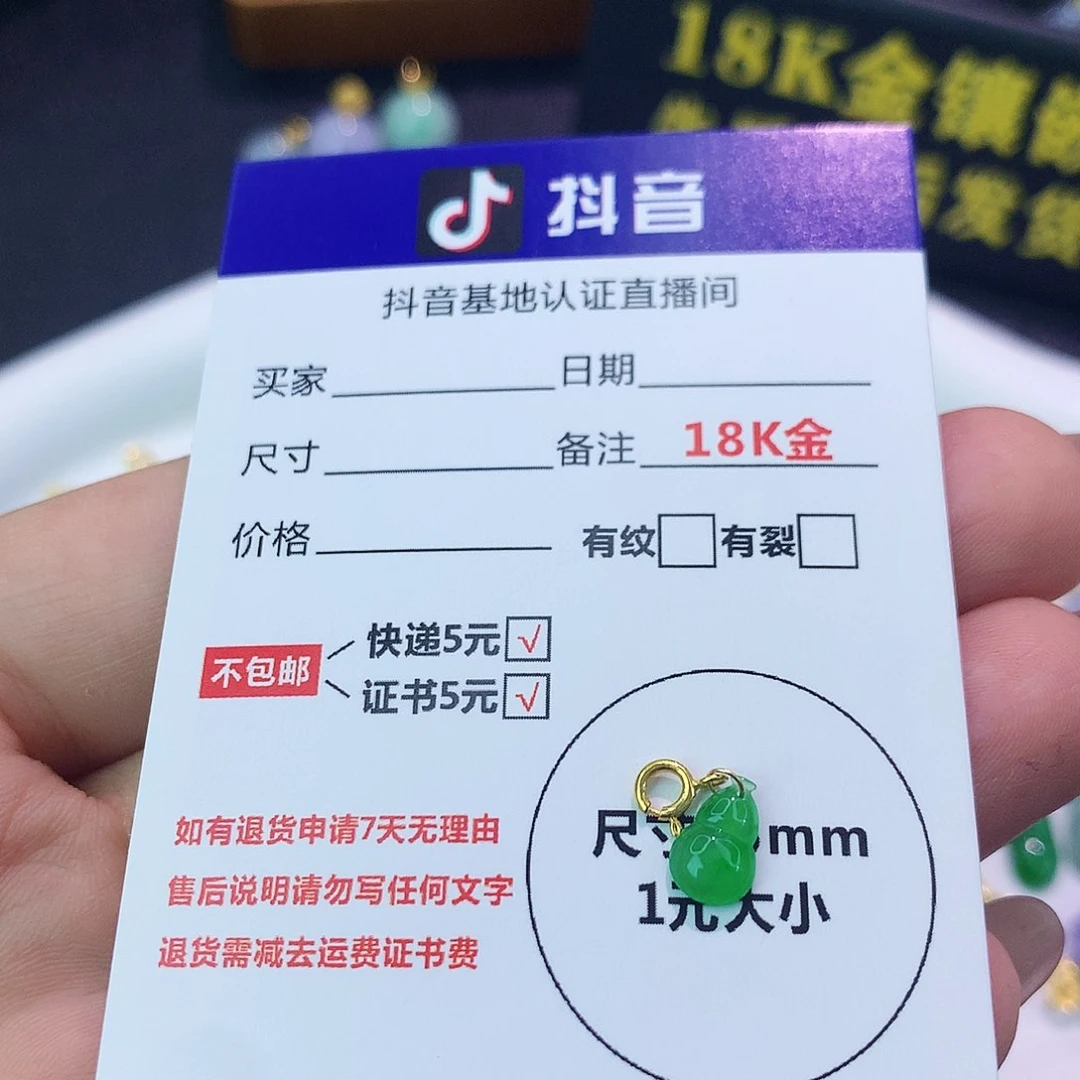 18K金镶
发货
抖音
抖音基地认证直播间
买家 日期
尺寸 备注 18K金
价格 有纹 有裂
不包邮
快递5元 √
证书5元 √
如有退货申请7天无理由
售后说明请勿写任何文字
退货需减去运费证书费
尺寸 mm
1元大小